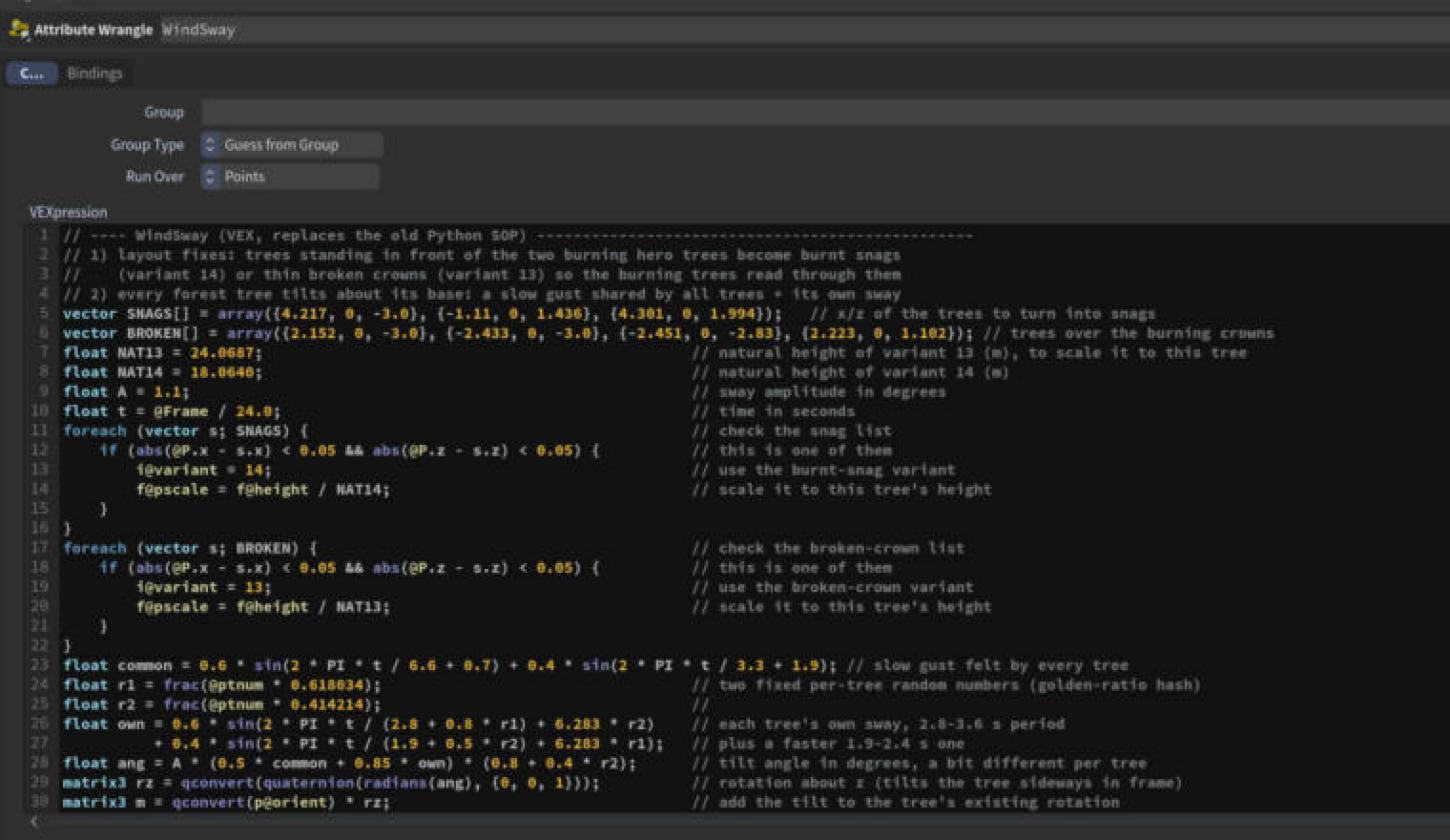 Attribute Wrangle WindSway
C... Bindings
Group
Group Type Guess from Group
Run Over Points
VEXpression
1 // ---- WindSway (VEX, replaces the old Python SOP) ------------------------------------------------
2 // 1) layout fixes: trees standing in front of the two burning hero trees become burnt snags
3 //    (variant 14) or thin broken crowns (variant 13) so the burning trees read through them
4 // 2) every forest tree tilts about its base: a slow gust shared by all trees + its own sway
5 vector SNAGS[] = array({4.217, 0, -3.0}, {-1.11, 0, 1.436}, {4.301, 0, 1.994});   // x/z of the trees to turn into snags
6 vector BROKEN[] = array({2.152, 0, -3.0}, {-2.433, 0, -3.0}, {-2.451, 0, -2.83}, {2.223, 0, 1.102}); // trees over the burning crowns
7 float NAT13 = 24.0687; // natural height of variant 13 (m), to scale it to this tree
8 float NAT14 = 18.0640; // natural height of variant 14 (m)
9 float A = 1.1; // sway amplitude in degrees
10 float t = @Frame / 24.0; // time in seconds
11 foreach (vector s; SNAGS) { // check the snag list
12     if (abs(@P.x - s.x) < 0.05 && abs(@P.z - s.z) < 0.05) { // this is one of them
13         i@variant = 14; // use the burnt-snag variant
14         f@pscale = f@height / NAT14; // scale it to this tree's height
15     }
16 }
17 foreach (vector s; BROKEN) { // check the broken-crown list
18     if (abs(@P.x - s.x) < 0.05 && abs(@P.z - s.z) < 0.05) { // this is one of them
19         i@variant = 13; // use the broken-crown variant
20         f@pscale = f@height / NAT13; // scale it to this tree's height
21     }
22 }
23 float common = 0.6 * sin(2 * PI * t / 6.6 + 0.7) + 0.4 * sin(2 * PI * t / 3.3 + 1.9); // slow gust felt by every tree
24 float r1 = frac(@ptnum * 0.618034); // two fixed per-tree random numbers (golden-ratio hash)
25 float r2 = frac(@ptnum * 0.414214); //
26 float own = 0.6 * sin(2 * PI * t / (2.8 + 0.8 * r1) + 6.283 * r2) // each tree's own sway, 2.8-3.6 s period
27           + 0.4 * sin(2 * PI * t / (1.9 + 0.5 * r2) + 6.283 * r1); // plus a faster 1.9-2.4 s one
28 float ang = A * (0.5 * common + 0.85 * own) * (0.8 + 0.4 * r2); // tilt angle in degrees, a bit different per tree
29 matrix3 rz = qconvert(quaternion(radians(ang), {0, 0, 1})); // rotation about z (tilts the tree sideways in frame)
30 matrix3 m = qconvert(p@orient) * rz; // add the tilt to the tree's existing rotation